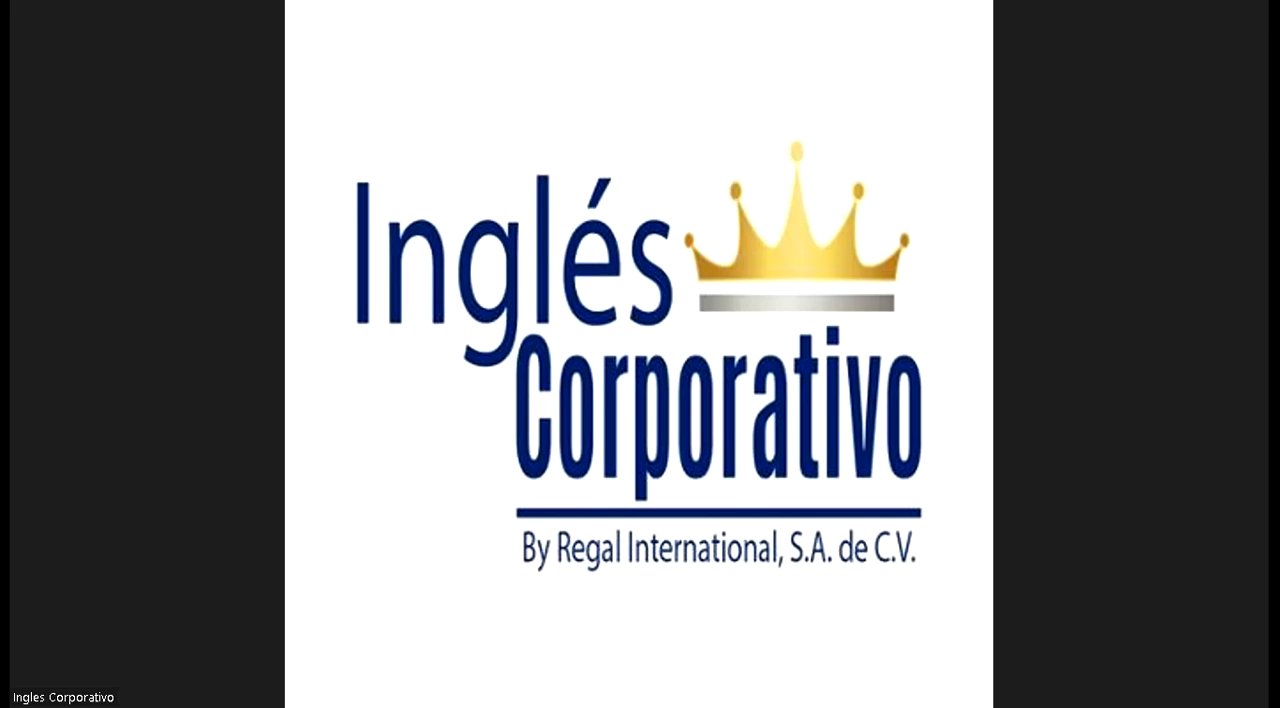 Inglés
Corporativo
By Regal International, S.A. de C.V.
Ingles Corporativo